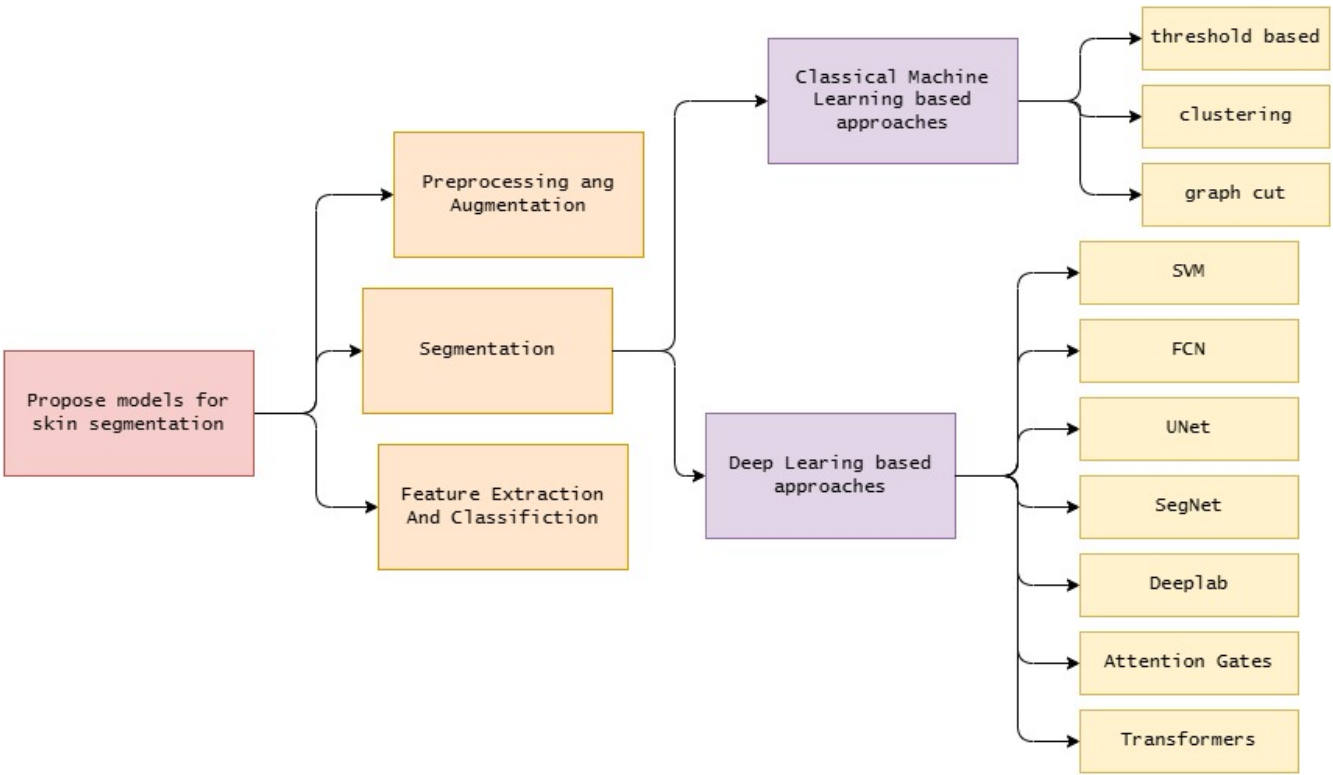 Propose models for
skin segmentation
Preprocessing ang
Augmentation
Segmentation
Feature Extraction
And Classifiction
Classical Machine
Learning based
approaches
Deep Learing based
approaches
threshold based
clustering
graph cut
SVM
FCN
UNet
SegNet
Deeplab
Attention Gates
Transformers